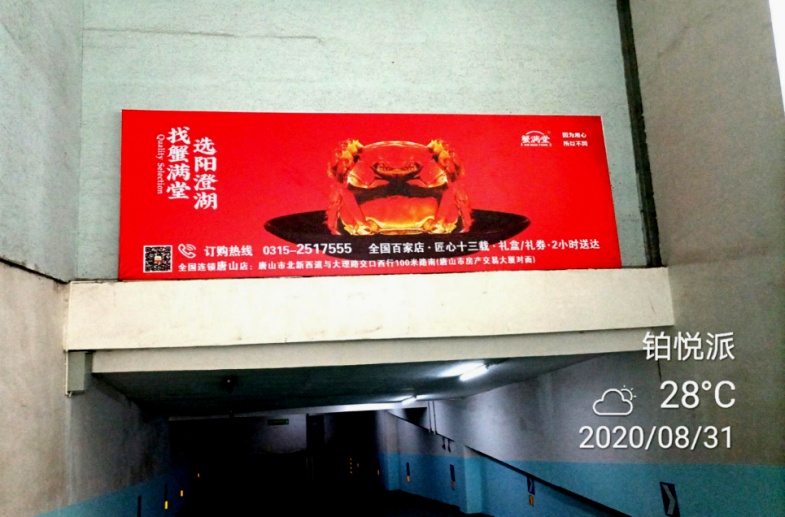 选阳澄湖
找蟹满堂
Quality Selection
蟹满堂
因为用心
所以不同
订购热线 0315-2517555 全国百家店·匠心十三载·礼盒/礼券·2小时送达
全国连锁唐山店：唐山市北新西道与大理路交口西行100米路南(唐山市房产交易大厦对面)
铂悦派
28°C
2020/08/31